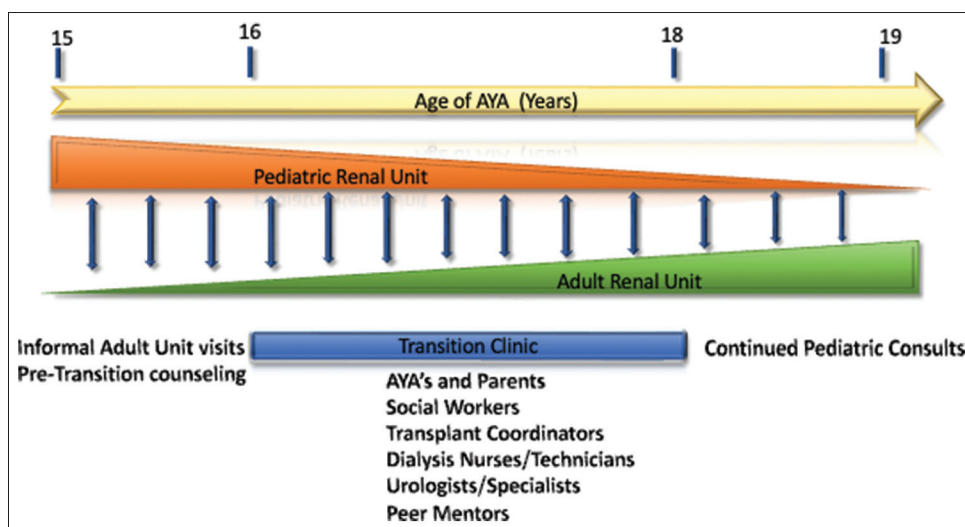 15
16
18
19
Age of AYA (Years)
Pediatric Renal Unit
Adult Renal Unit
Informal Adult Unit visits
Pre-Transition counseling
Transition Clinic
Continued Pediatric Consults
AYA's and Parents
Social Workers
Transplant Coordinators
Dialysis Nurses/Technicians
Urologists/Specialists
Peer Mentors